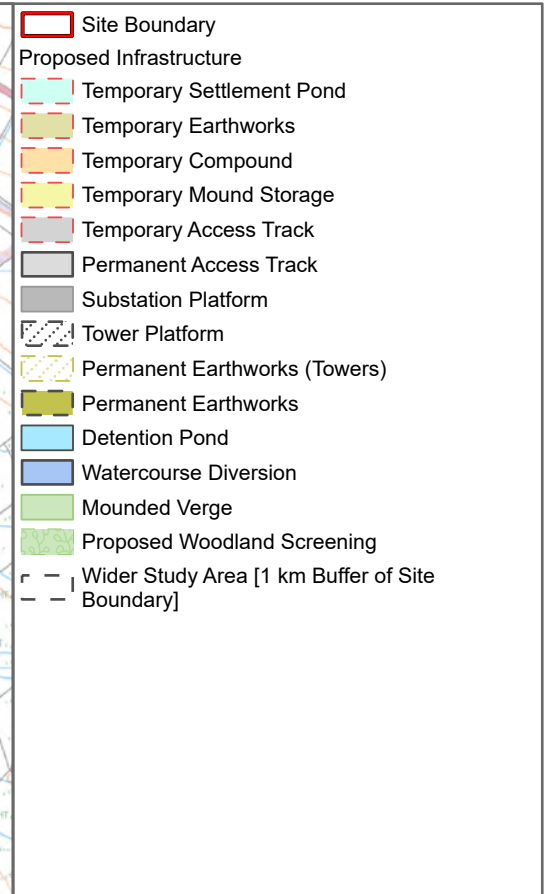 Site Boundary
Proposed Infrastructure
Temporary Settlement Pond
Temporary Earthworks
Temporary Compound
Temporary Mound Storage
Temporary Access Track
Permanent Access Track
Substation Platform
Tower Platform
Permanent Earthworks (Towers)
Permanent Earthworks
Detention Pond
Watercourse Diversion
Mounded Verge
Proposed Woodland Screening
Wider Study Area [1 km Buffer of Site
Boundary]